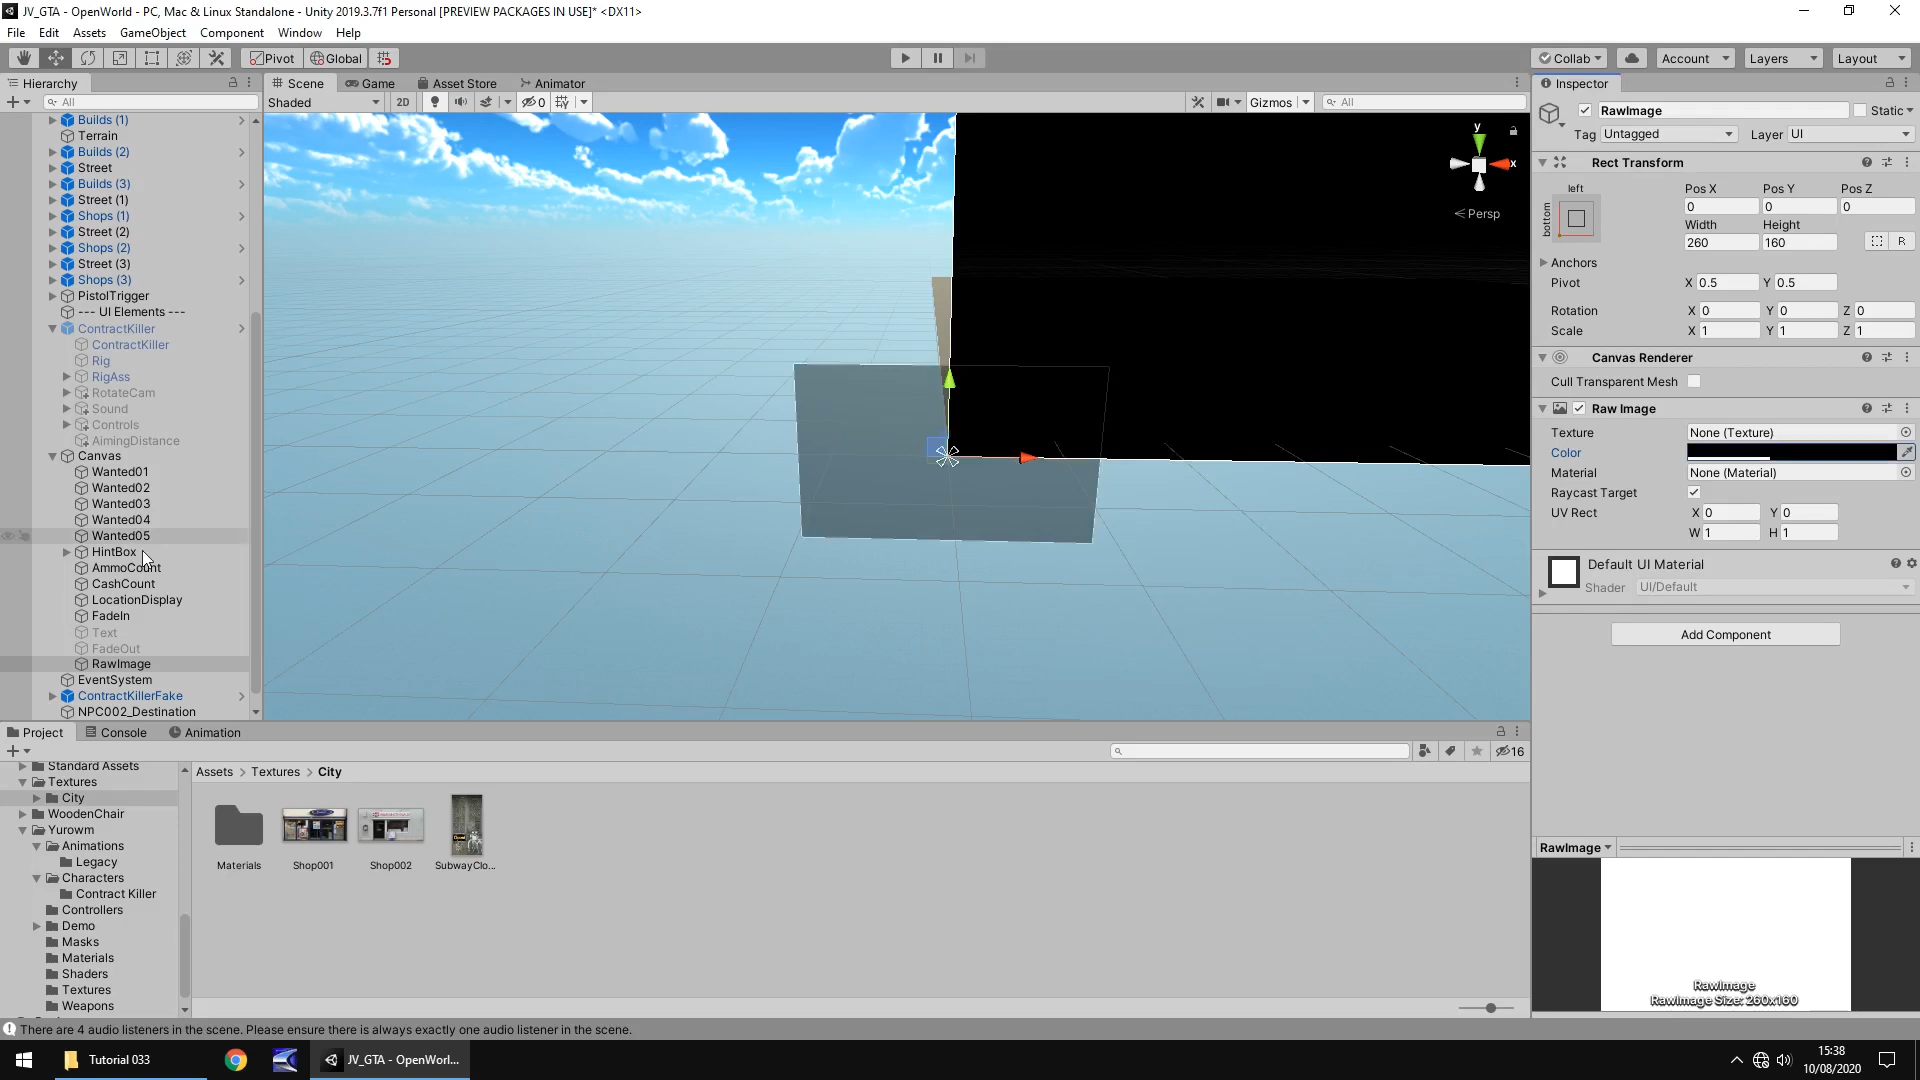 JV_GTA - OpenWorld - PC, Mac & Linux Standalone - Unity 2019.3.7f1 Personal [PREVIEW PACKAGES IN USE]* <DX11>
File Edit Assets GameObject Component Window Help
Pivot Global Collab Account Layers Layout
Hierarchy
All
Builds (1)
Terrain
Builds (2)
Street
Builds (3)
Street (1)
Shops (1)
Street (2)
Shops (2)
Street (3)
Shops (3)
PistolTrigger
--- UI Elements ---
ContractKiller
ContractKiller
Rig
RigAss
RotateCam
Sound
Controls
AimingDistance
Canvas
Wanted01
Wanted02
Wanted03
Wanted04
Wanted05
HintBox
AmmoCount
CashCount
LocationDisplay
FadeIn
Text
FadeOut
RawImage
EventSystem
ContractKillerFake
NPC002_Destination
Scene Game Asset Store Animator
Shaded 2D 0 Gizmos All
y
x
Persp
Inspector
RawImage Static
Tag Untagged Layer UI
Rect Transform
left
bottom
Pos X Pos Y Pos Z
0 0 0
Width Height
260 160 R
Anchors
Pivot X 0.5 Y 0.5
Rotation X 0 Y 0 Z 0
Scale X 1 Y 1 Z 1
Canvas Renderer
Cull Transparent Mesh
Raw Image
Texture None (Texture)
Color
Material None (Material)
Raycast Target
UV Rect X 0 Y 0
W 1 H 1
Default UI Material
Shader UI/Default
Add Component
RawImage
RawImage
RawImage Size: 260x160
Project Console Animation
16
Standard Assets
Textures
City
WoodenChair
Yurowm
Animations
Legacy
Characters
Contract Killer
Controllers
Demo
Masks
Materials
Shaders
Textures
Weapons
Assets > Textures > City
Materials Shop001 Shop002 SubwayClo...
There are 4 audio listeners in the scene. Please ensure there is always exactly one audio listener in the scene.
Tutorial 033
JV_GTA - OpenWorl...
15:38
10/08/2020